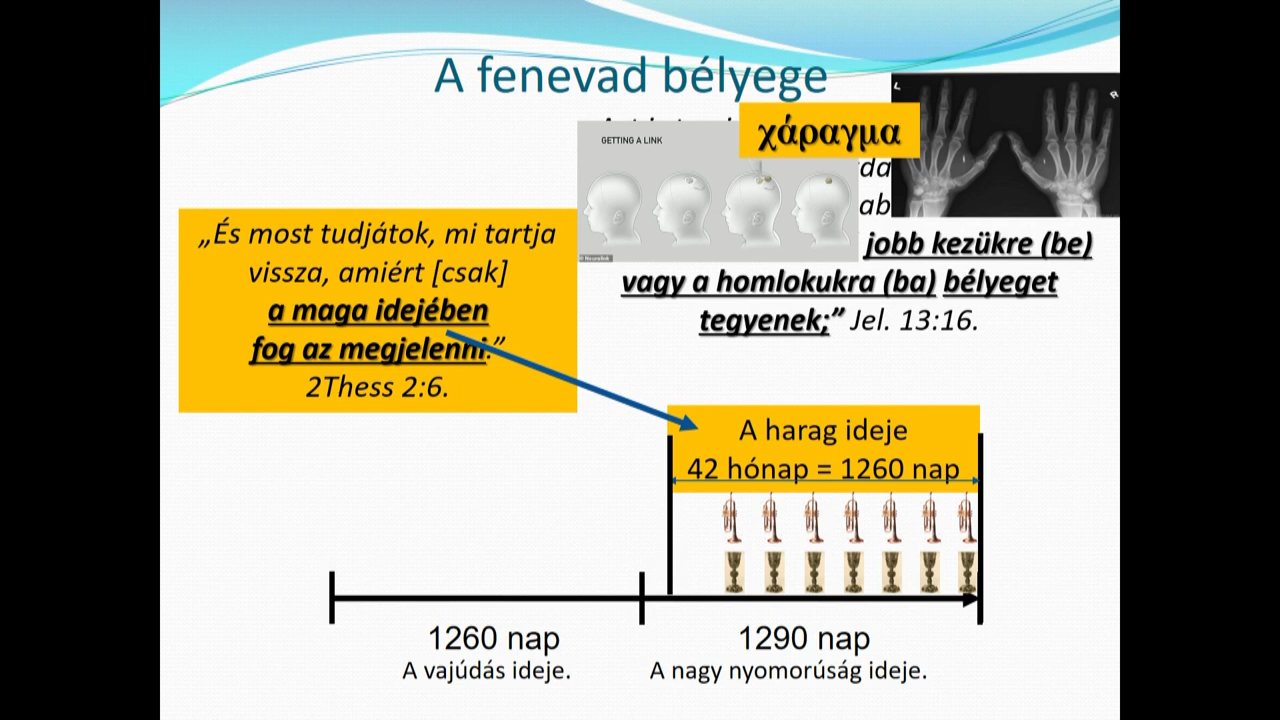 A fenevad bélyege
χάραγμα
GETTING A LINK
L
R
„És most tudjátok, mi tartja
vissza, amiért [csak]
a maga idejében
fog az megjelenni.”
2Thess 2:6.
jobb kezükre (be)
vagy a homlokukra (ba) bélyeget
tegyenek;” Jel. 13:16.
A harag ideje
42 hónap = 1260 nap
1260 nap
A vajúdás ideje.
1290 nap
A nagy nyomorúság ideje.